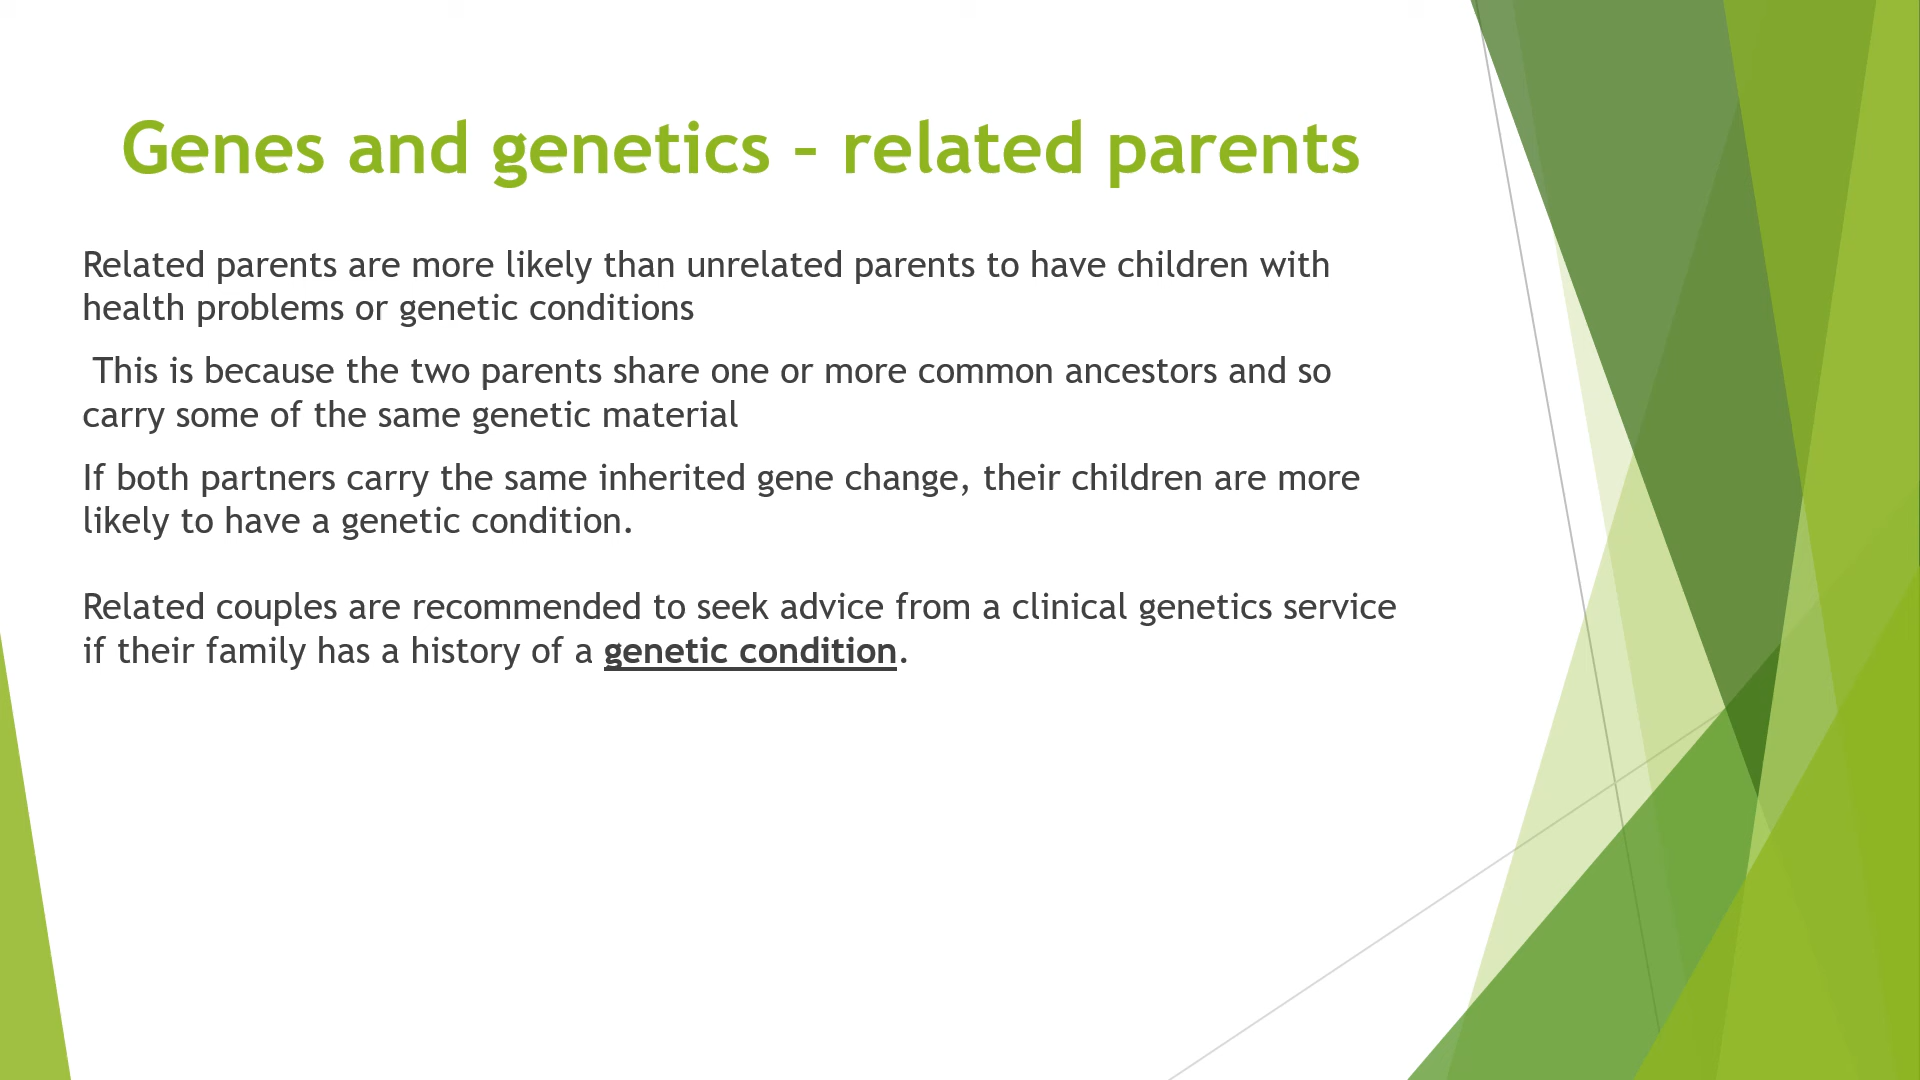 Genes and genetics – related parents
Related parents are more likely than unrelated parents to have children with
health problems or genetic conditions
This is because the two parents share one or more common ancestors and so
carry some of the same genetic material
If both partners carry the same inherited gene change, their children are more
likely to have a genetic condition.
Related couples are recommended to seek advice from a clinical genetics service
if their family has a history of a genetic condition.